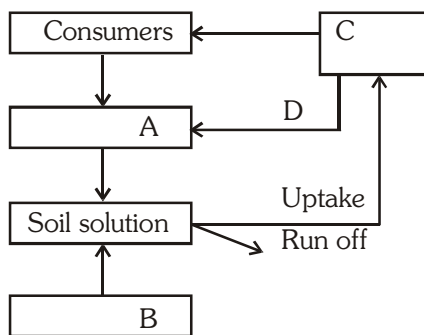 Consumers
C
A
D
Uptake
Soil solution
Run off
B